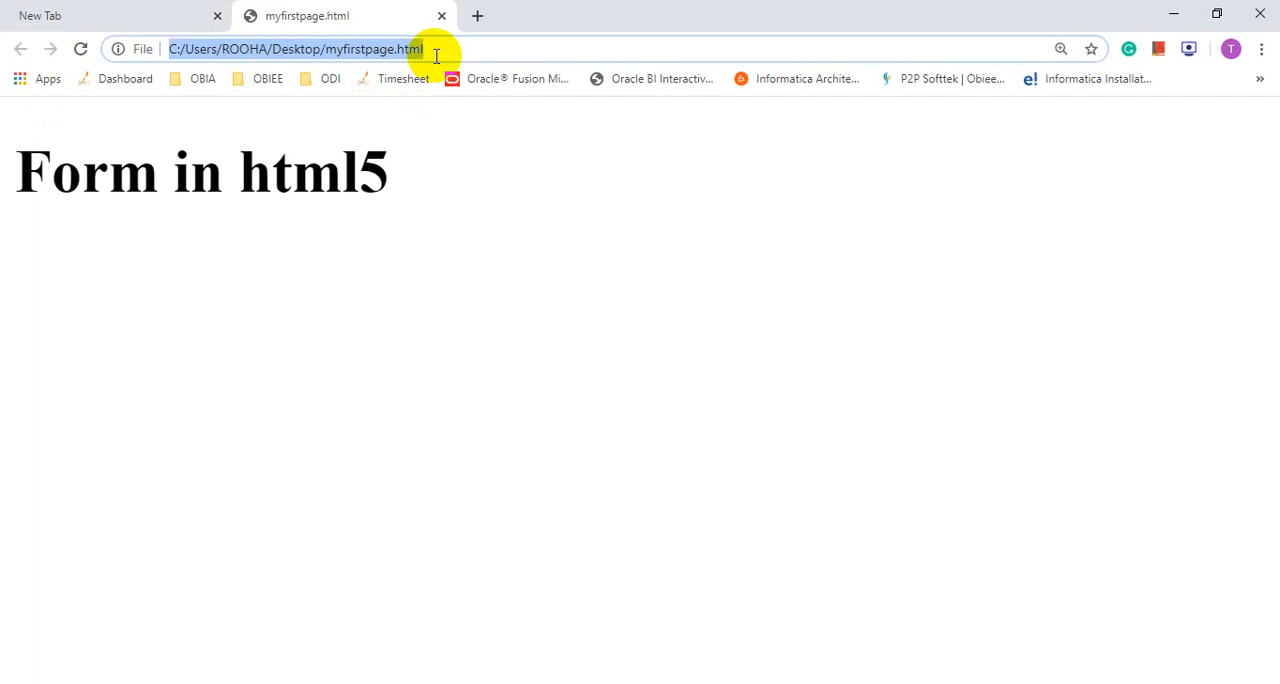 New Tab
myfirstpage.html
File C:/Users/ROOHA/Desktop/myfirstpage.html
T
Apps Dashboard OBIA OBIEE ODI Timesheet Oracle® Fusion Mi... Oracle BI Interactiv... Informatica Archite... P2P Softtek | Obiee... e! Informatica Installat... »
Form in html5